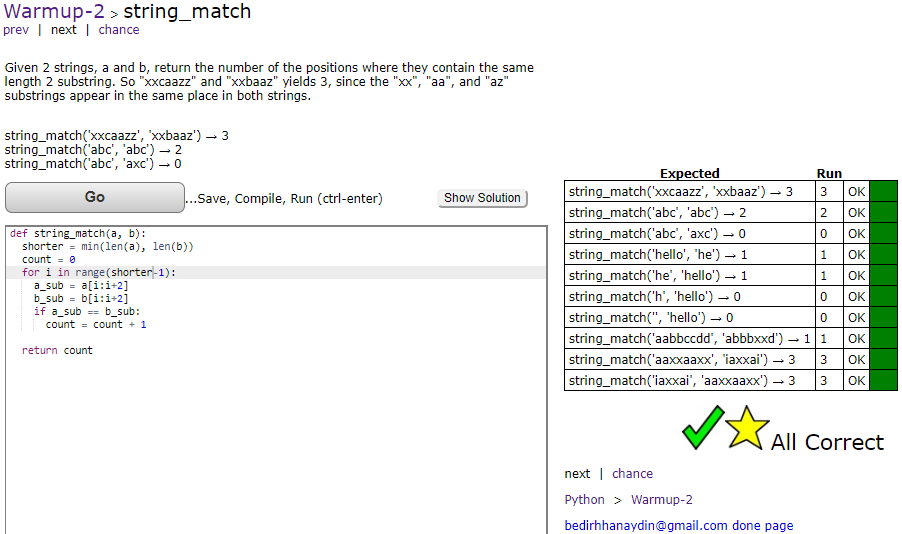 Warmup-2 > string_match
prev | next | chance
Given 2 strings, a and b, return the number of the positions where they contain the same
length 2 substring. So "xxcaazz" and "xxbaaz" yields 3, since the "xx", "aa", and "az"
substrings appear in the same place in both strings.
string_match('xxcaazz', 'xxbaaz') → 3
string_match('abc', 'abc') → 2
string_match('abc', 'axc') → 0
Go ...Save, Compile, Run (ctrl-enter) Show Solution
def string_match(a, b):
  shorter = min(len(a), len(b))
  count = 0
  for i in range(shorter-1):
    a_sub = a[i:i+2]
    b_sub = b[i:i+2]
    if a_sub == b_sub:
      count = count + 1
  return count
Expected Run
string_match('xxcaazz', 'xxbaaz') → 3 3 OK
string_match('abc', 'abc') → 2 2 OK
string_match('abc', 'axc') → 0 0 OK
string_match('hello', 'he') → 1 1 OK
string_match('he', 'hello') → 1 1 OK
string_match('h', 'hello') → 0 0 OK
string_match('', 'hello') → 0 0 OK
string_match('aabbccdd', 'abbbxxd') → 1 1 OK
string_match('aaxxaaxx', 'iaxxai') → 3 3 OK
string_match('iaxxai', 'aaxxaaxx') → 3 3 OK
All Correct
next | chance
Python > Warmup-2
bedirhhanaydin@gmail.com done page